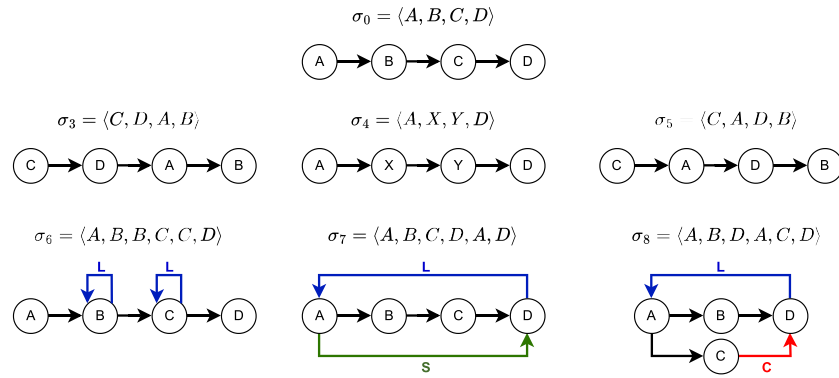 σ₀ = ⟨A, B, C, D⟩
A B C D
σ₃ = ⟨C, D, A, B⟩
C D A B
σ₄ = ⟨A, X, Y, D⟩
A X Y D
σ₅ = ⟨C, A, D, B⟩
C A D B
σ₆ = ⟨A, B, B, C, C, D⟩
L L
A B C D
σ₇ = ⟨A, B, C, D, A, D⟩
L
A B C D
S
σ₈ = ⟨A, B, D, A, C, D⟩
L
A B D
C
C